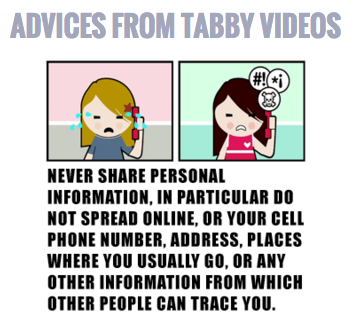 ADVICES FROM TABBY VIDEOS
#! *¡
NEVER SHARE PERSONAL
INFORMATION, IN PARTICULAR DO
NOT SPREAD ONLINE, OR YOUR CELL
PHONE NUMBER, ADDRESS, PLACES
WHERE YOU USUALLY GO, OR ANY
OTHER INFORMATION FROM WHICH
OTHER PEOPLE CAN TRACE YOU.